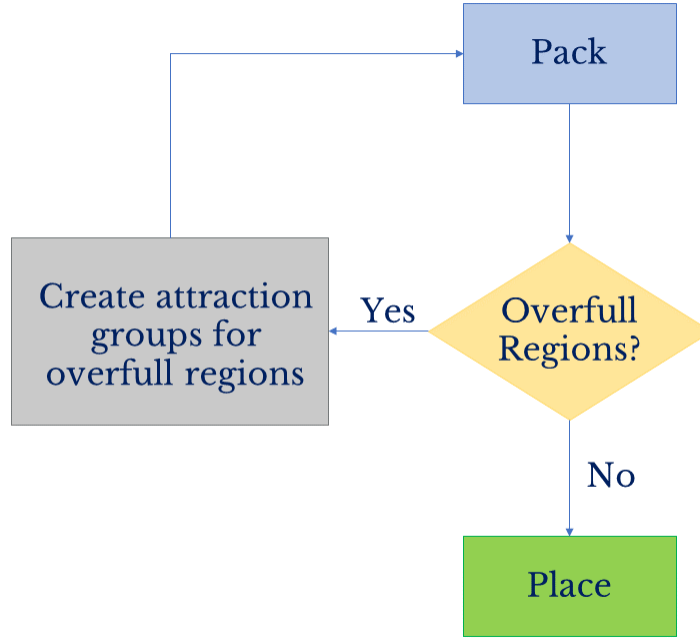 Pack
Create attraction
groups for
overfull regions
Yes
Overfull
Regions?
No
Place